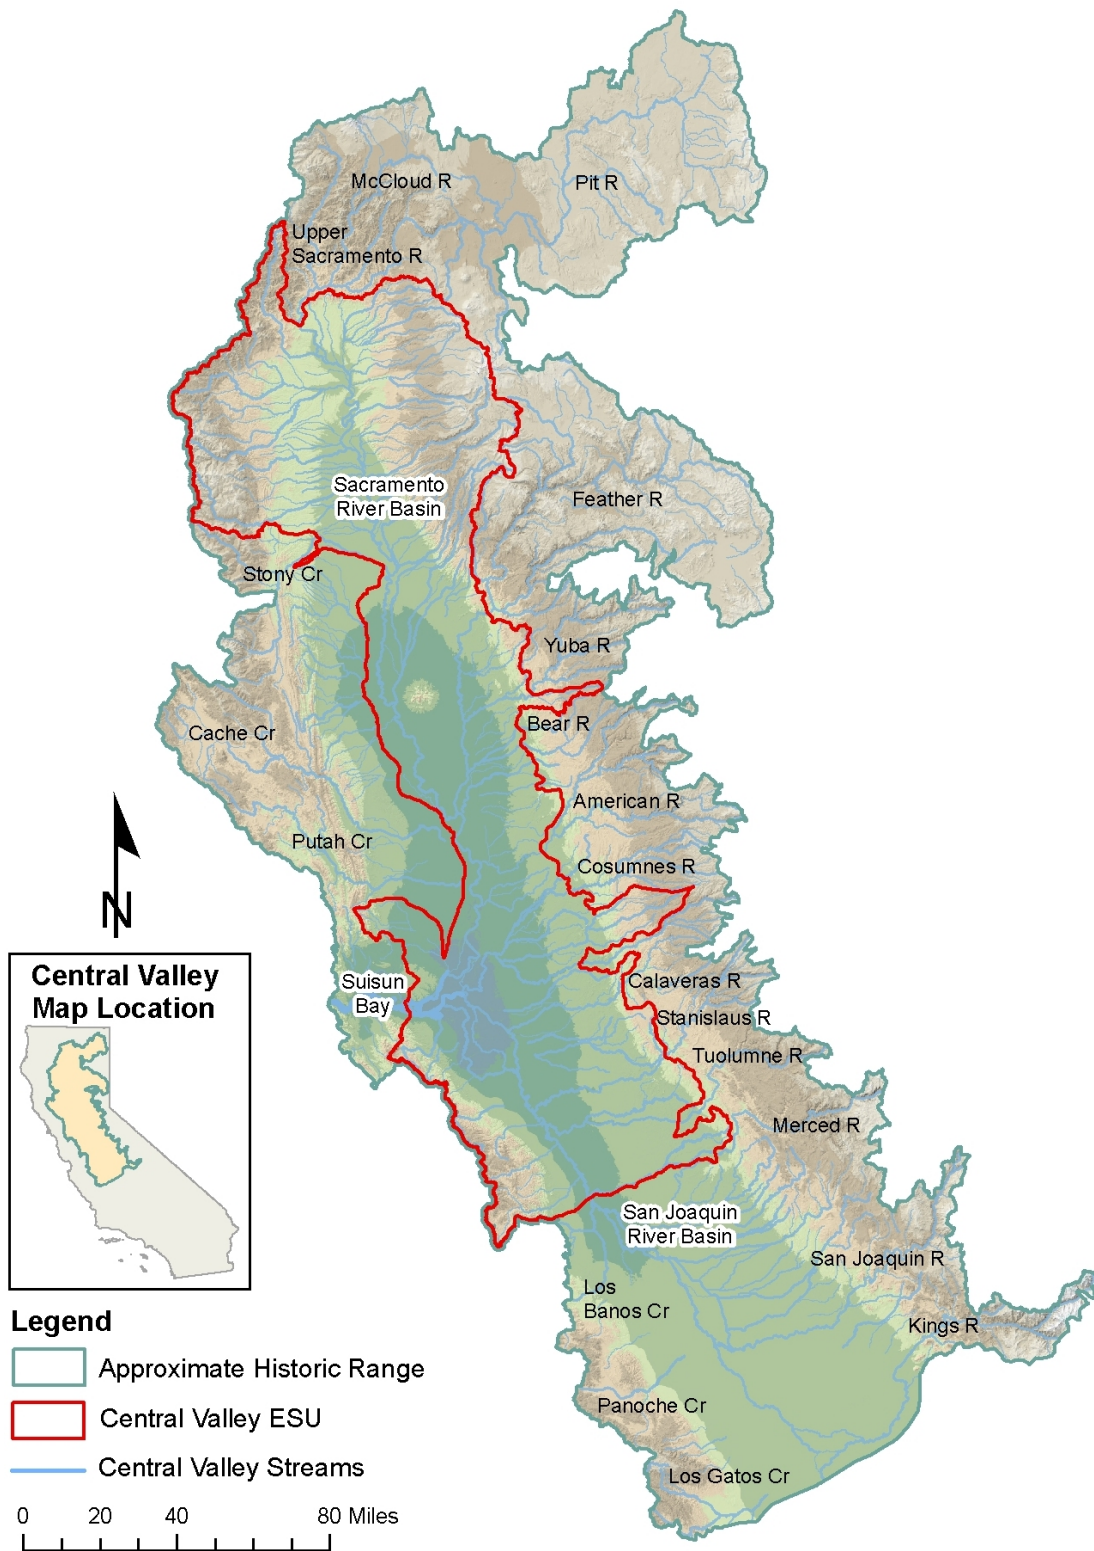 McCloud R
Pit R
Upper
Sacramento R
Sacramento
River Basin
Feather R
Stony Cr
Yuba R
Bear R
Cache Cr
American R
Putah Cr
Cosumnes R
N
Suisun
Bay
Calaveras R
Stanislaus R
Tuolumne R
Merced R
San Joaquin
River Basin
San Joaquin R
Los
Banos Cr
Kings R
Panoche Cr
Los Gatos Cr
Central Valley
Map Location
Legend
Approximate Historic Range
Central Valley ESU
Central Valley Streams
0 20 40 80 Miles